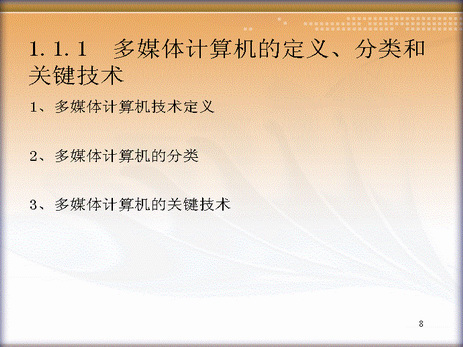 1.1.1　多媒体计算机的定义、分类和
关键技术
1、多媒体计算机技术定义
2、多媒体计算机的分类
3、多媒体计算机的关键技术
8